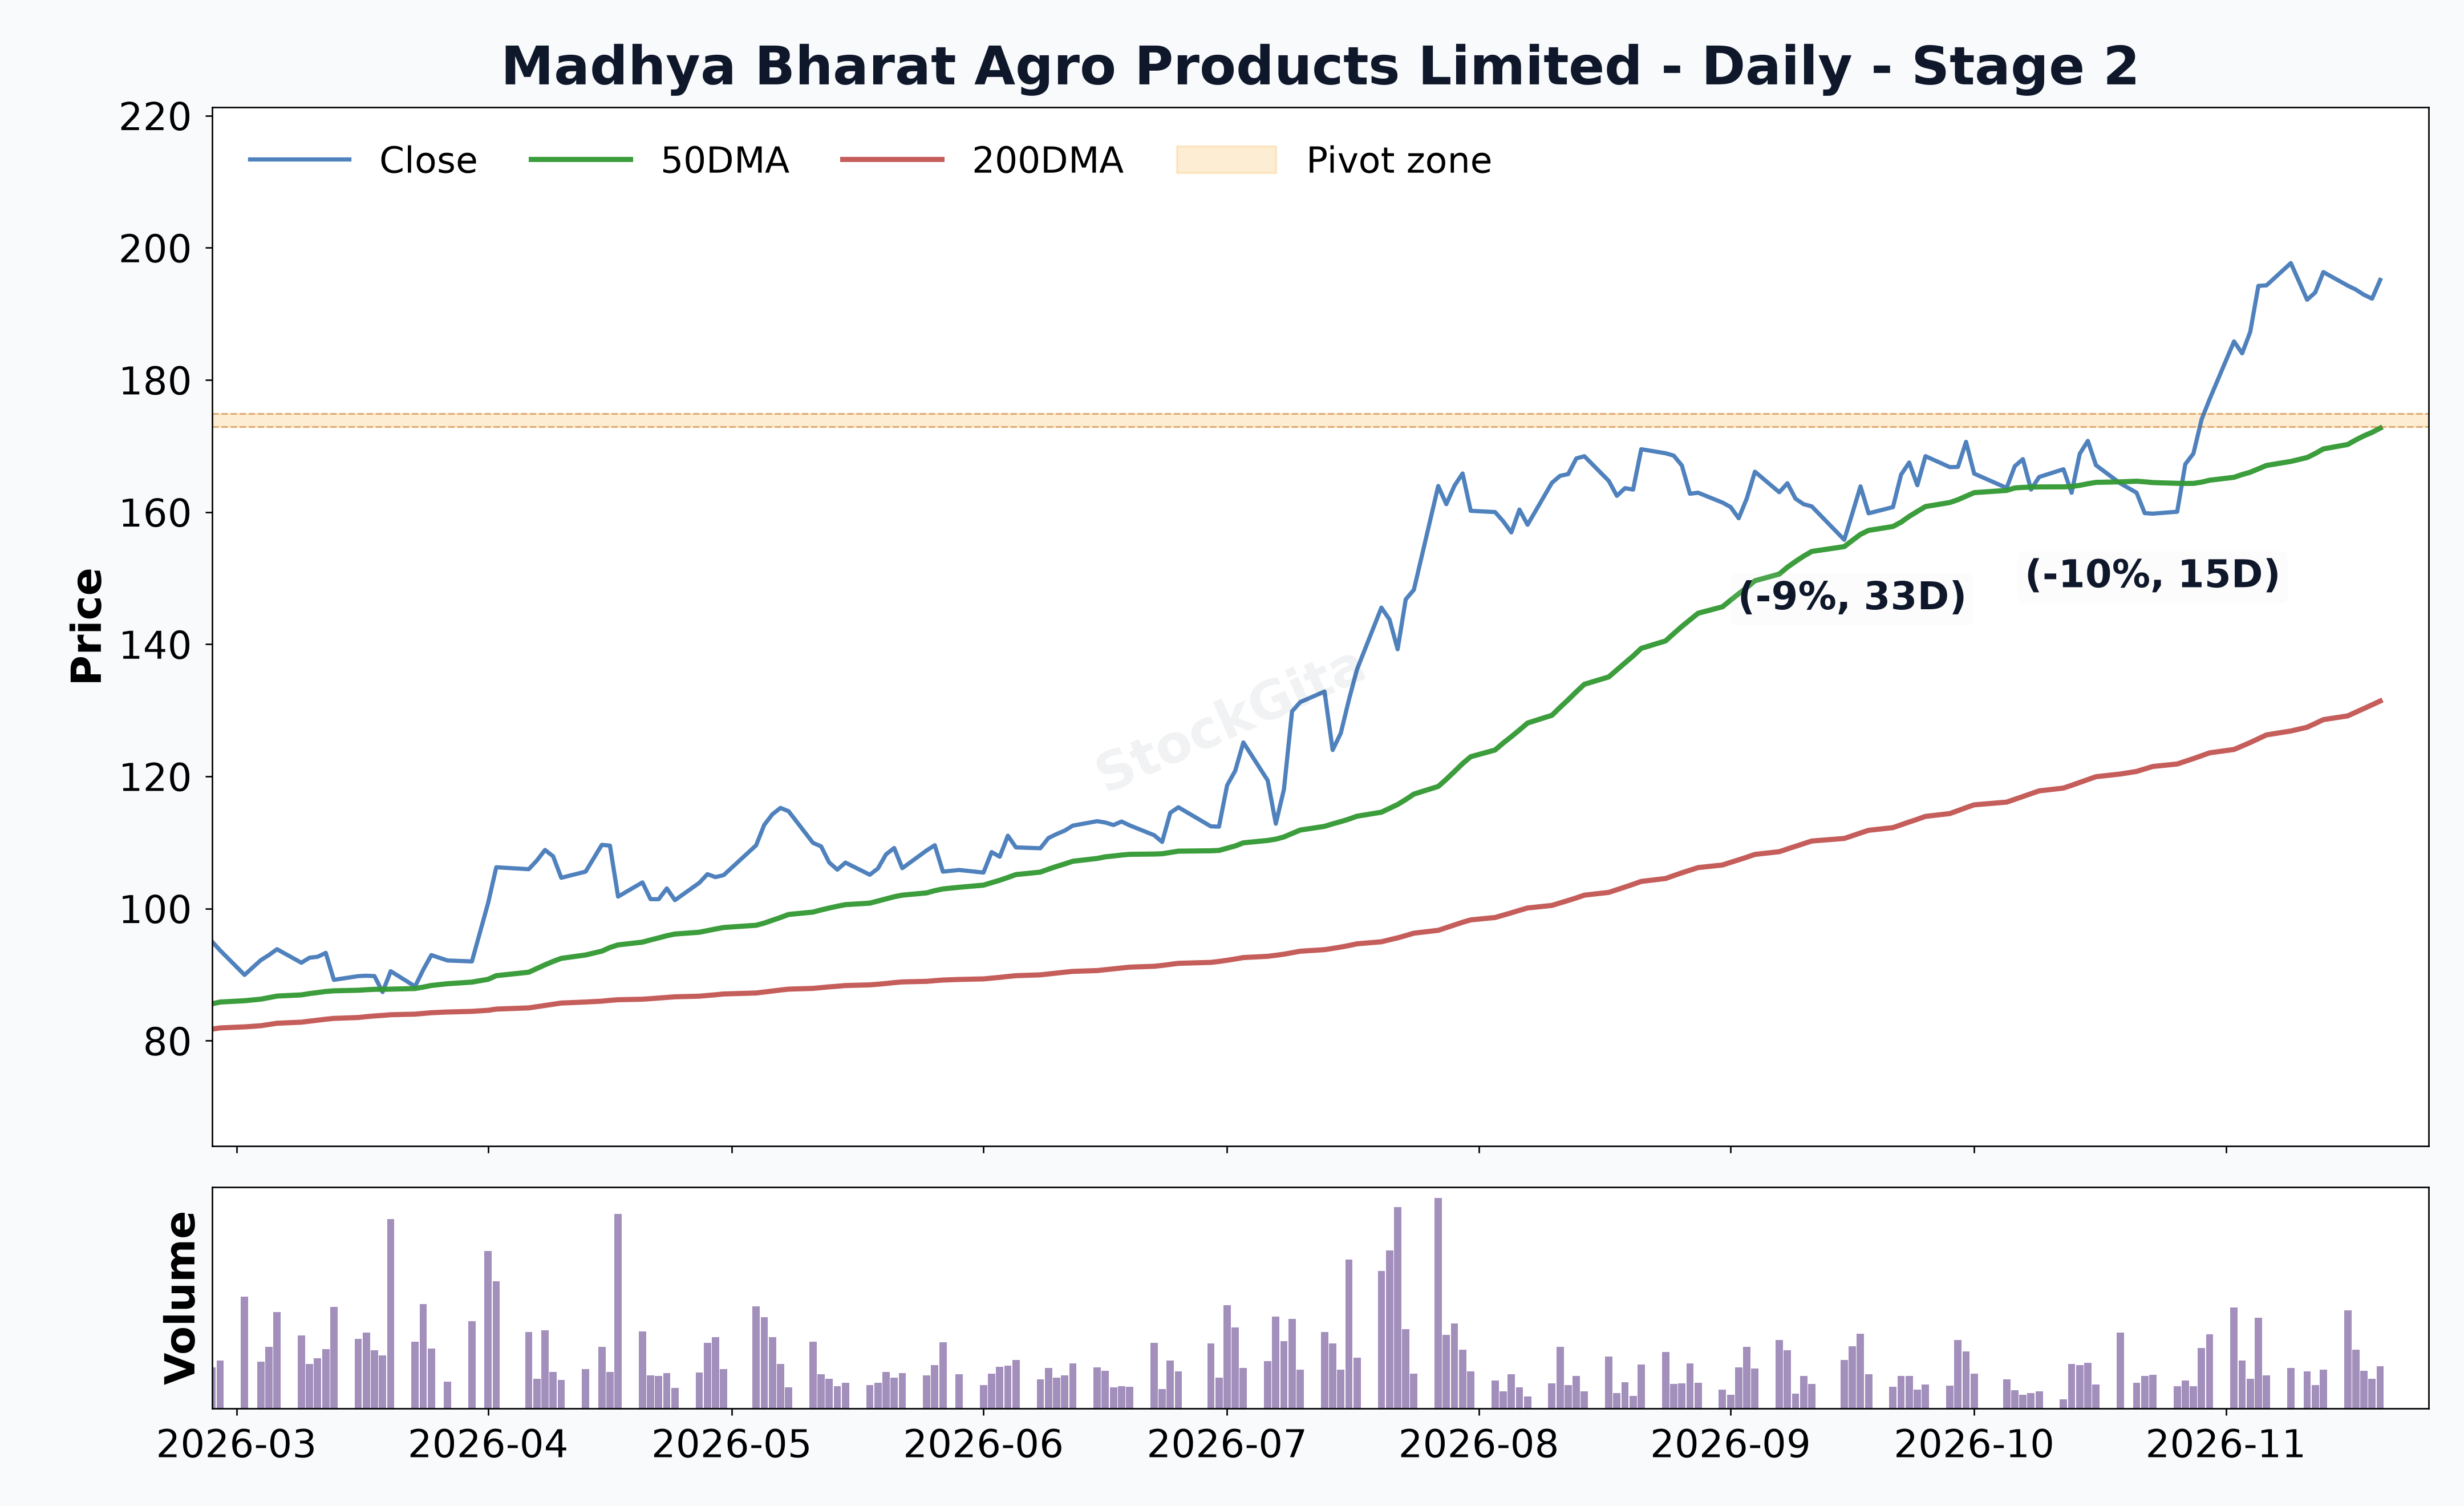 Madhya Bharat Agro Products Limited - Daily - Stage 2
Close 50DMA 200DMA Pivot zone
220
200
180
160
140
120
100
80
Price
(-9%, 33D)
(-10%, 15D)
StockGita
Volume
2026-03 2026-04 2026-05 2026-06 2026-07 2026-08 2026-09 2026-10 2026-11